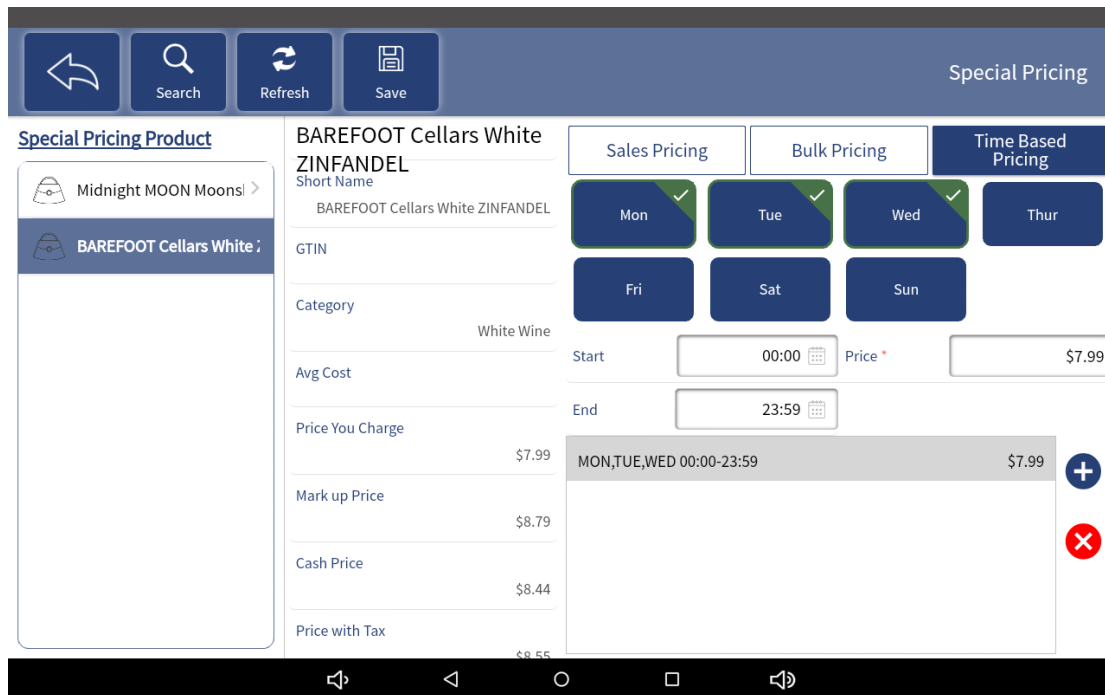 Search
Refresh
Save
Special Pricing
Special Pricing Product
Midnight MOON Moons
BAREFOOT Cellars White
BAREFOOT Cellars White
ZINFANDEL
Short Name
BAREFOOT Cellars White ZINFANDEL
GTIN
Category
White Wine
Avg Cost
Price You Charge
$7.99
Mark up Price
$8.79
Cash Price
$8.44
Price with Tax
$8.55
Sales Pricing
Bulk Pricing
Time Based
Pricing
Mon
Tue
Wed
Thur
Fri
Sat
Sun
Start
00:00
Price *
$7.99
End
23:59
MON,TUE,WED 00:00-23:59
$7.99